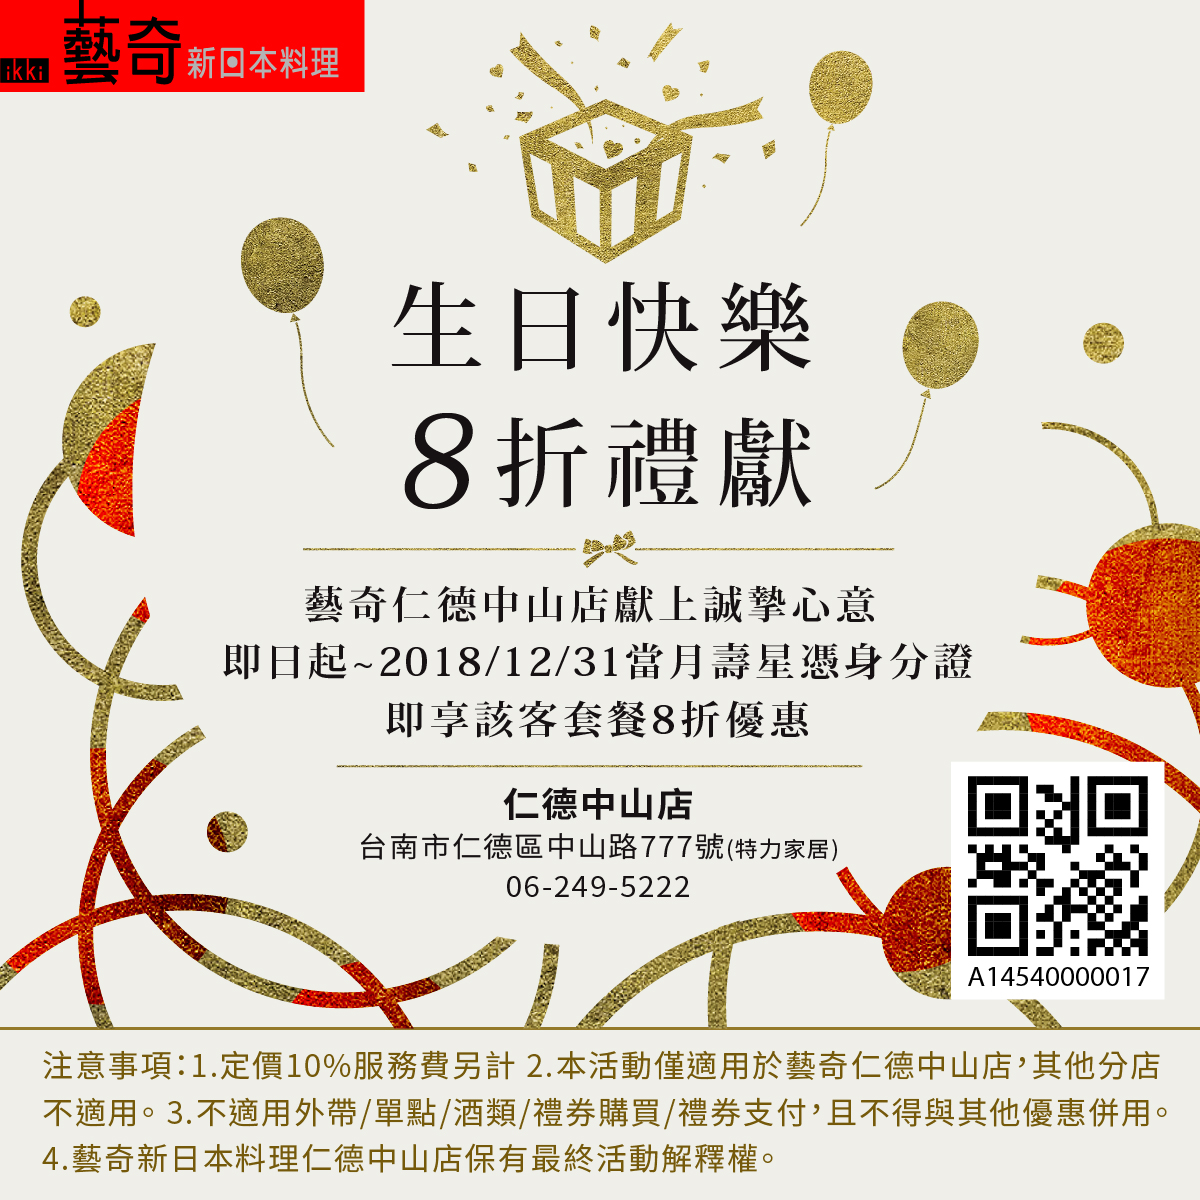 ikki 藝奇 新日本料理
生日快樂
8折禮獻
藝奇仁德中山店獻上誠摯心意
即日起~2018/12/31當月壽星憑身分證
即享該客套餐8折優惠
仁德中山店
台南市仁德區中山路777號(特力家居)
06-249-5222
A14540000017
注意事項：1.定價10%服務費另計 2.本活動僅適用於藝奇仁德中山店，其他分店
不適用。3.不適用外帶/單點/酒類/禮券購買/禮券支付，且不得與其他優惠併用。
4.藝奇新日本料理仁德中山店保有最終活動解釋權。